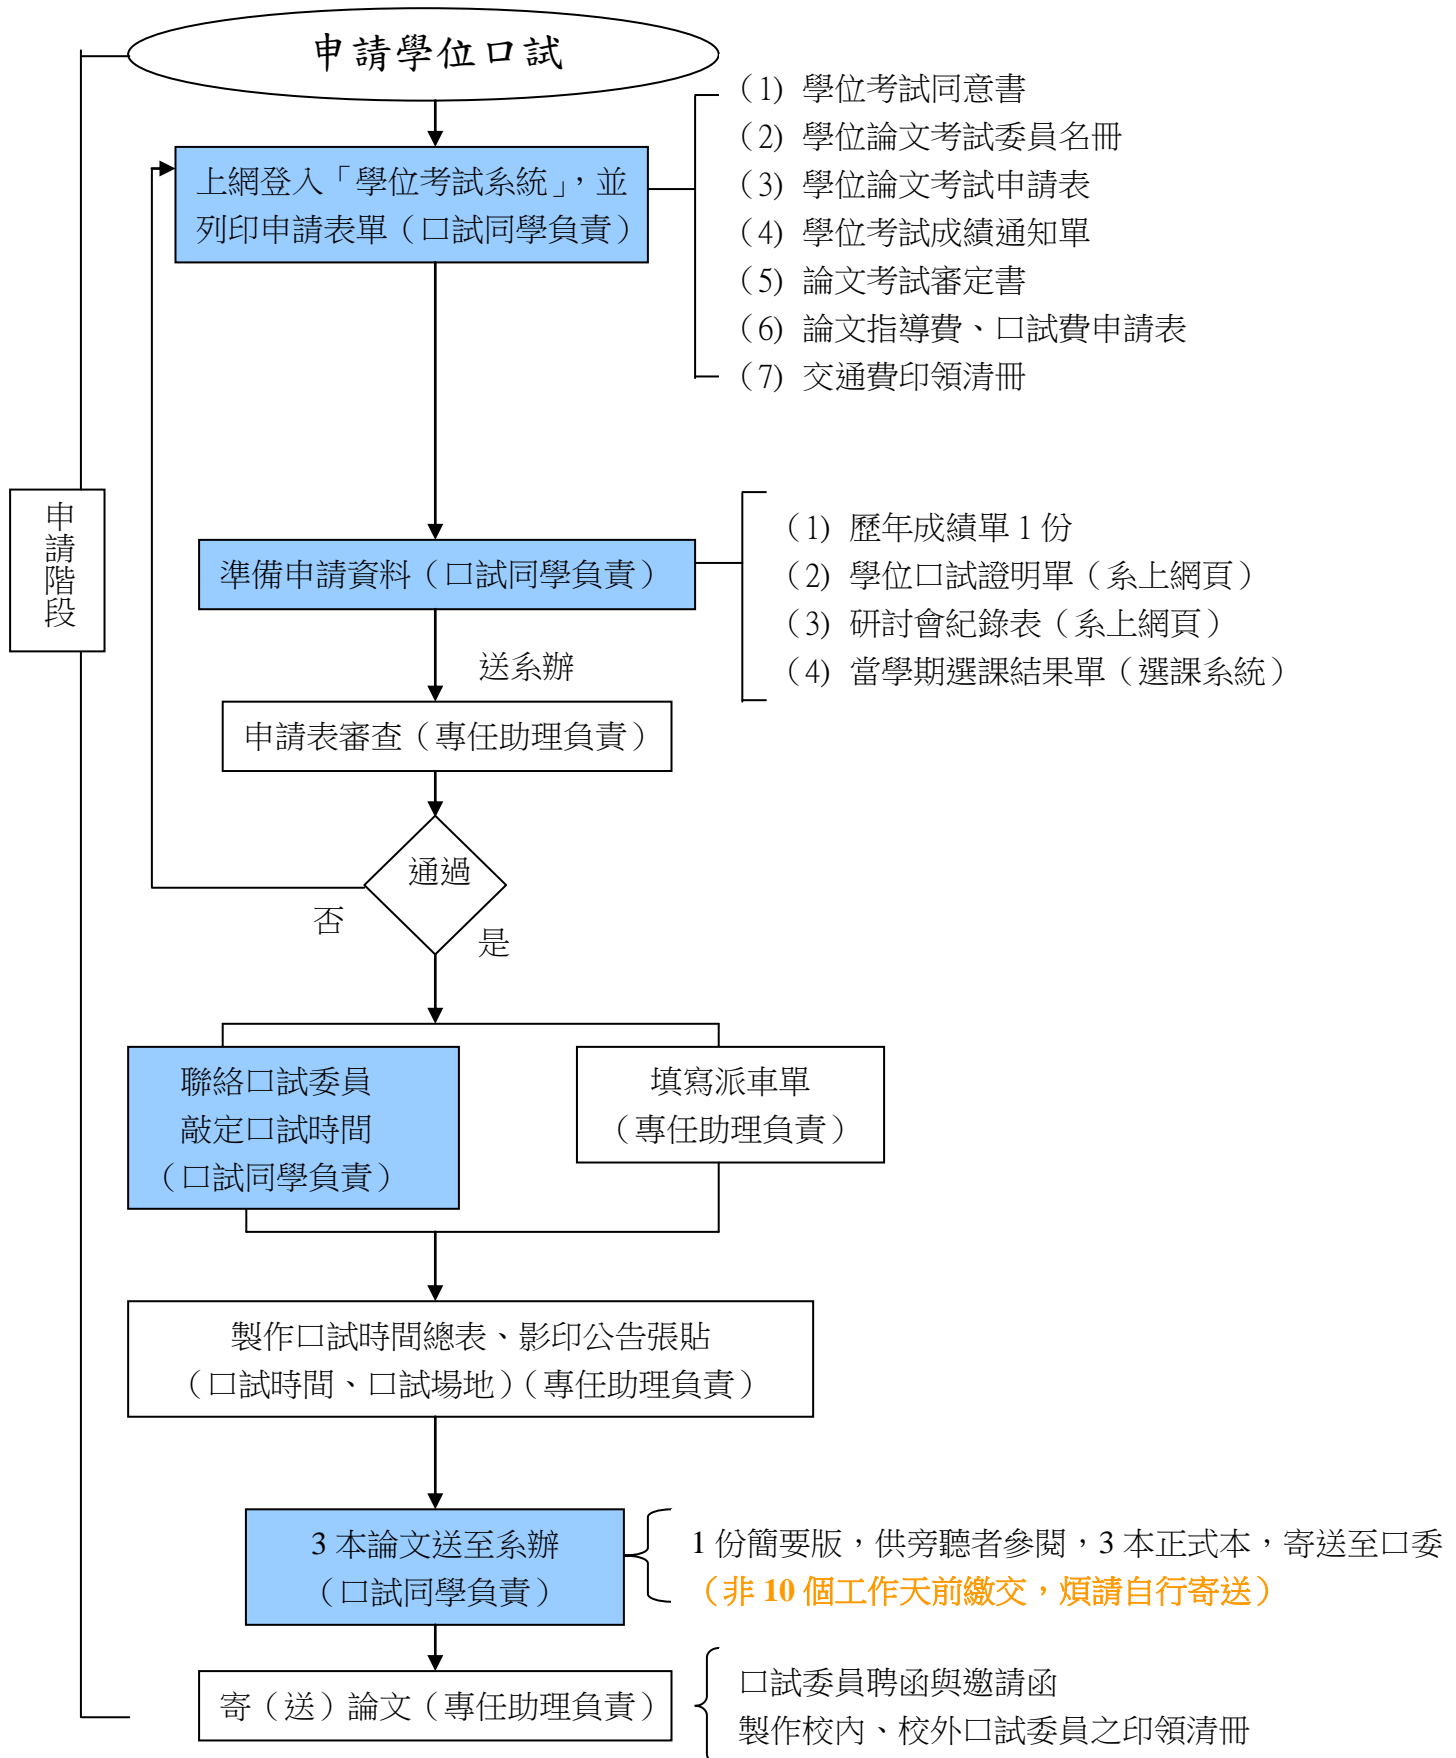 申請學位口試
上網登入「學位考試系統」，並
列印申請表單（口試同學負責）
（1) 學位考試同意書
（2) 學位論文考試委員名冊
（3) 學位論文考試申請表
（4) 學位考試成績通知單
（5) 論文考試審定書
（6) 論文指導費、口試費申請表
（7) 交通費印領清冊
申請階段
準備申請資料（口試同學負責）
（1) 歷年成績單 1 份
（2) 學位口試證明單（系上網頁）
（3) 研討會紀錄表（系上網頁）
（4) 當學期選課結果單（選課系統）
送系辦
申請表審查（專任助理負責）
通過
否
是
聯絡口試委員
敲定口試時間
（口試同學負責）
填寫派車單
（專任助理負責）
製作口試時間總表、影印公告張貼
（口試時間、口試場地）（專任助理負責）
3 本論文送至系辦
（口試同學負責）
1 份簡要版，供旁聽者參閱，3 本正式本，寄送至口委
（非 10 個工作天前繳交，煩請自行寄送）
寄（送）論文（專任助理負責）
口試委員聘函與邀請函
製作校內、校外口試委員之印領清冊